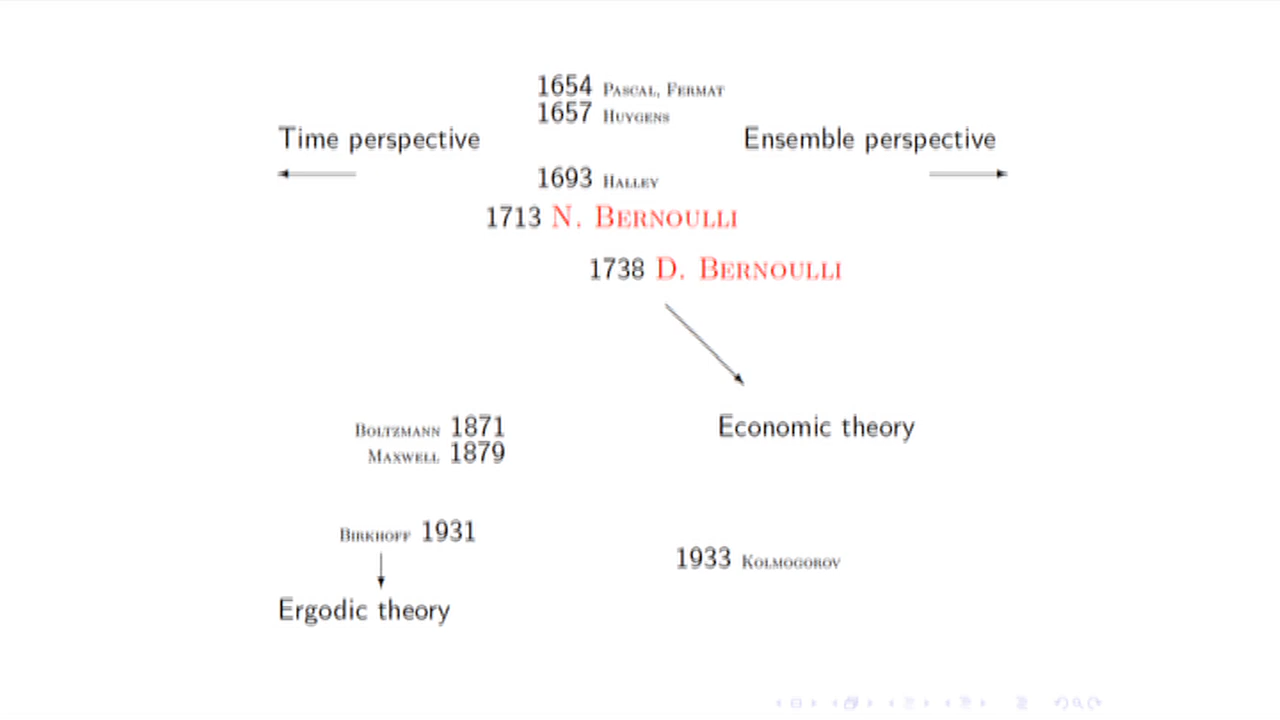 1654 Pascal, Fermat
1657 Huygens
Time perspective
Ensemble perspective
1693 Halley
1713 N. Bernoulli
1738 D. Bernoulli
Boltzmann 1871
Economic theory
Maxwell 1879
Birkhoff 1931
1933 Kolmogorov
Ergodic theory